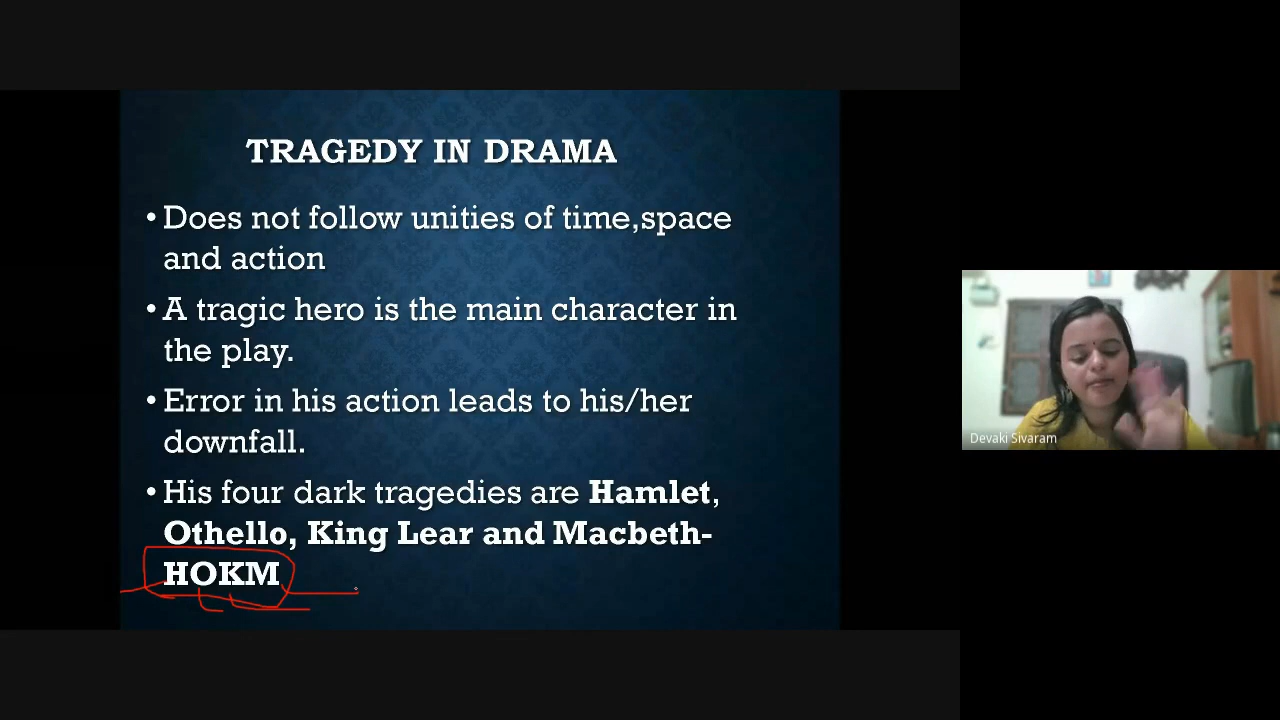 TRAGEDY IN DRAMA
• Does not follow unities of time,space
and action
• A tragic hero is the main character in
the play.
• Error in his action leads to his/her
downfall.
• His four dark tragedies are Hamlet,
Othello, King Lear and Macbeth-
HOKM
Devaki Sivaram